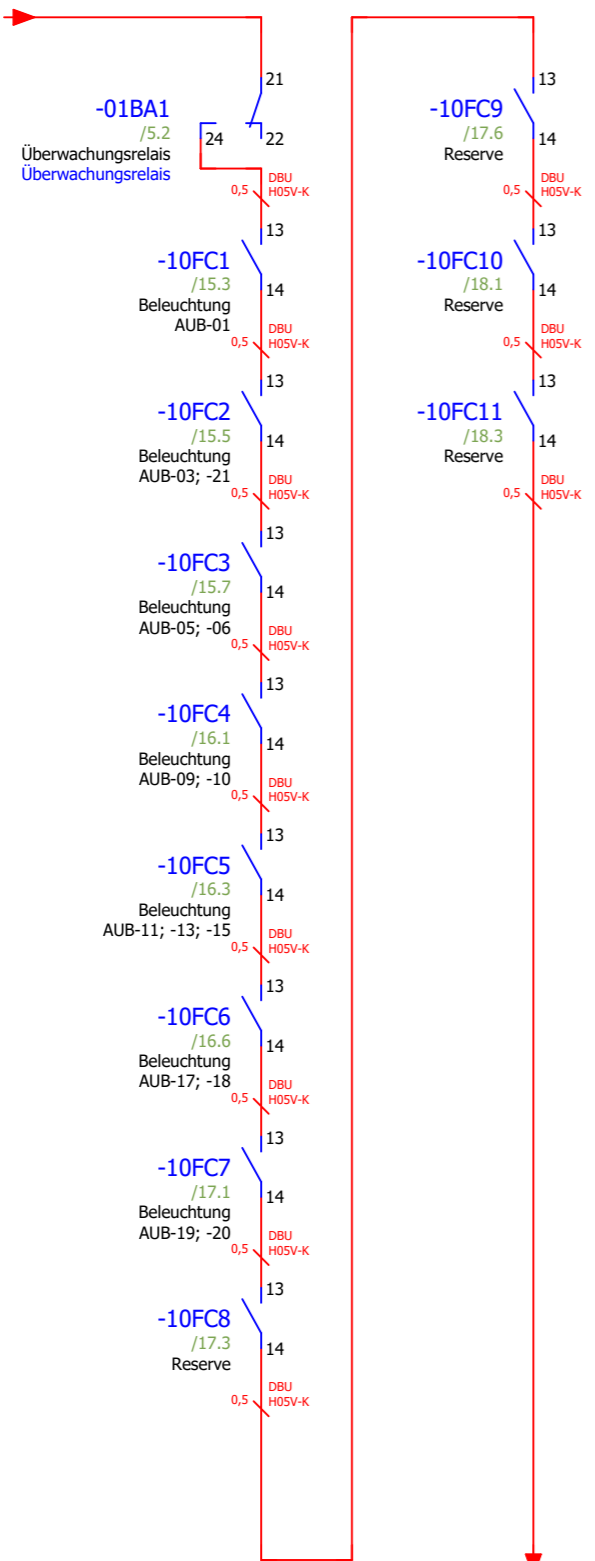 21
-01BA1
/5.2
24
22
Überwachungsrelais
Überwachungsrelais
DBU
0,5
H05V-K
13
-10FC1
/15.3
14
Beleuchtung
AUB-01
DBU
0,5
H05V-K
13
-10FC2
/15.5
14
Beleuchtung
AUB-03; -21
DBU
0,5
H05V-K
13
-10FC3
/15.7
14
Beleuchtung
AUB-05; -06
DBU
0,5
H05V-K
13
-10FC4
/16.1
14
Beleuchtung
AUB-09; -10
DBU
0,5
H05V-K
13
-10FC5
/16.3
14
Beleuchtung
AUB-11; -13; -15
DBU
0,5
H05V-K
13
-10FC6
/16.6
14
Beleuchtung
AUB-17; -18
DBU
0,5
H05V-K
13
-10FC7
/17.1
14
Beleuchtung
AUB-19; -20
DBU
0,5
H05V-K
13
-10FC8
/17.3
14
Reserve
DBU
0,5
H05V-K
13
-10FC9
/17.6
14
Reserve
DBU
0,5
H05V-K
13
-10FC10
/18.1
14
Reserve
DBU
0,5
H05V-K
13
-10FC11
/18.3
14
Reserve
DBU
0,5
H05V-K